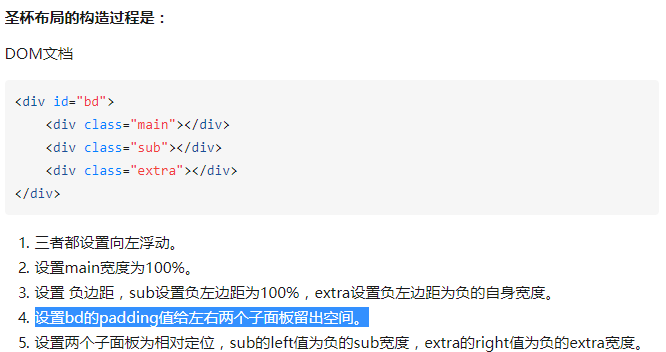 圣杯布局的构造过程是：
DOM文档
<div id="bd">
    <div class="main"></div>
    <div class="sub"></div>
    <div class="extra"></div>
</div>
1. 三者都设置向左浮动。
2. 设置main宽度为100%。
3. 设置 负边距，sub设置负左边距为100%，extra设置负左边距为负的自身宽度。
4. 设置bd的padding值给左右两个子面板留出空间。
5. 设置两个子面板为相对定位，sub的left值为负的sub宽度，extra的right值为负的extra宽度。